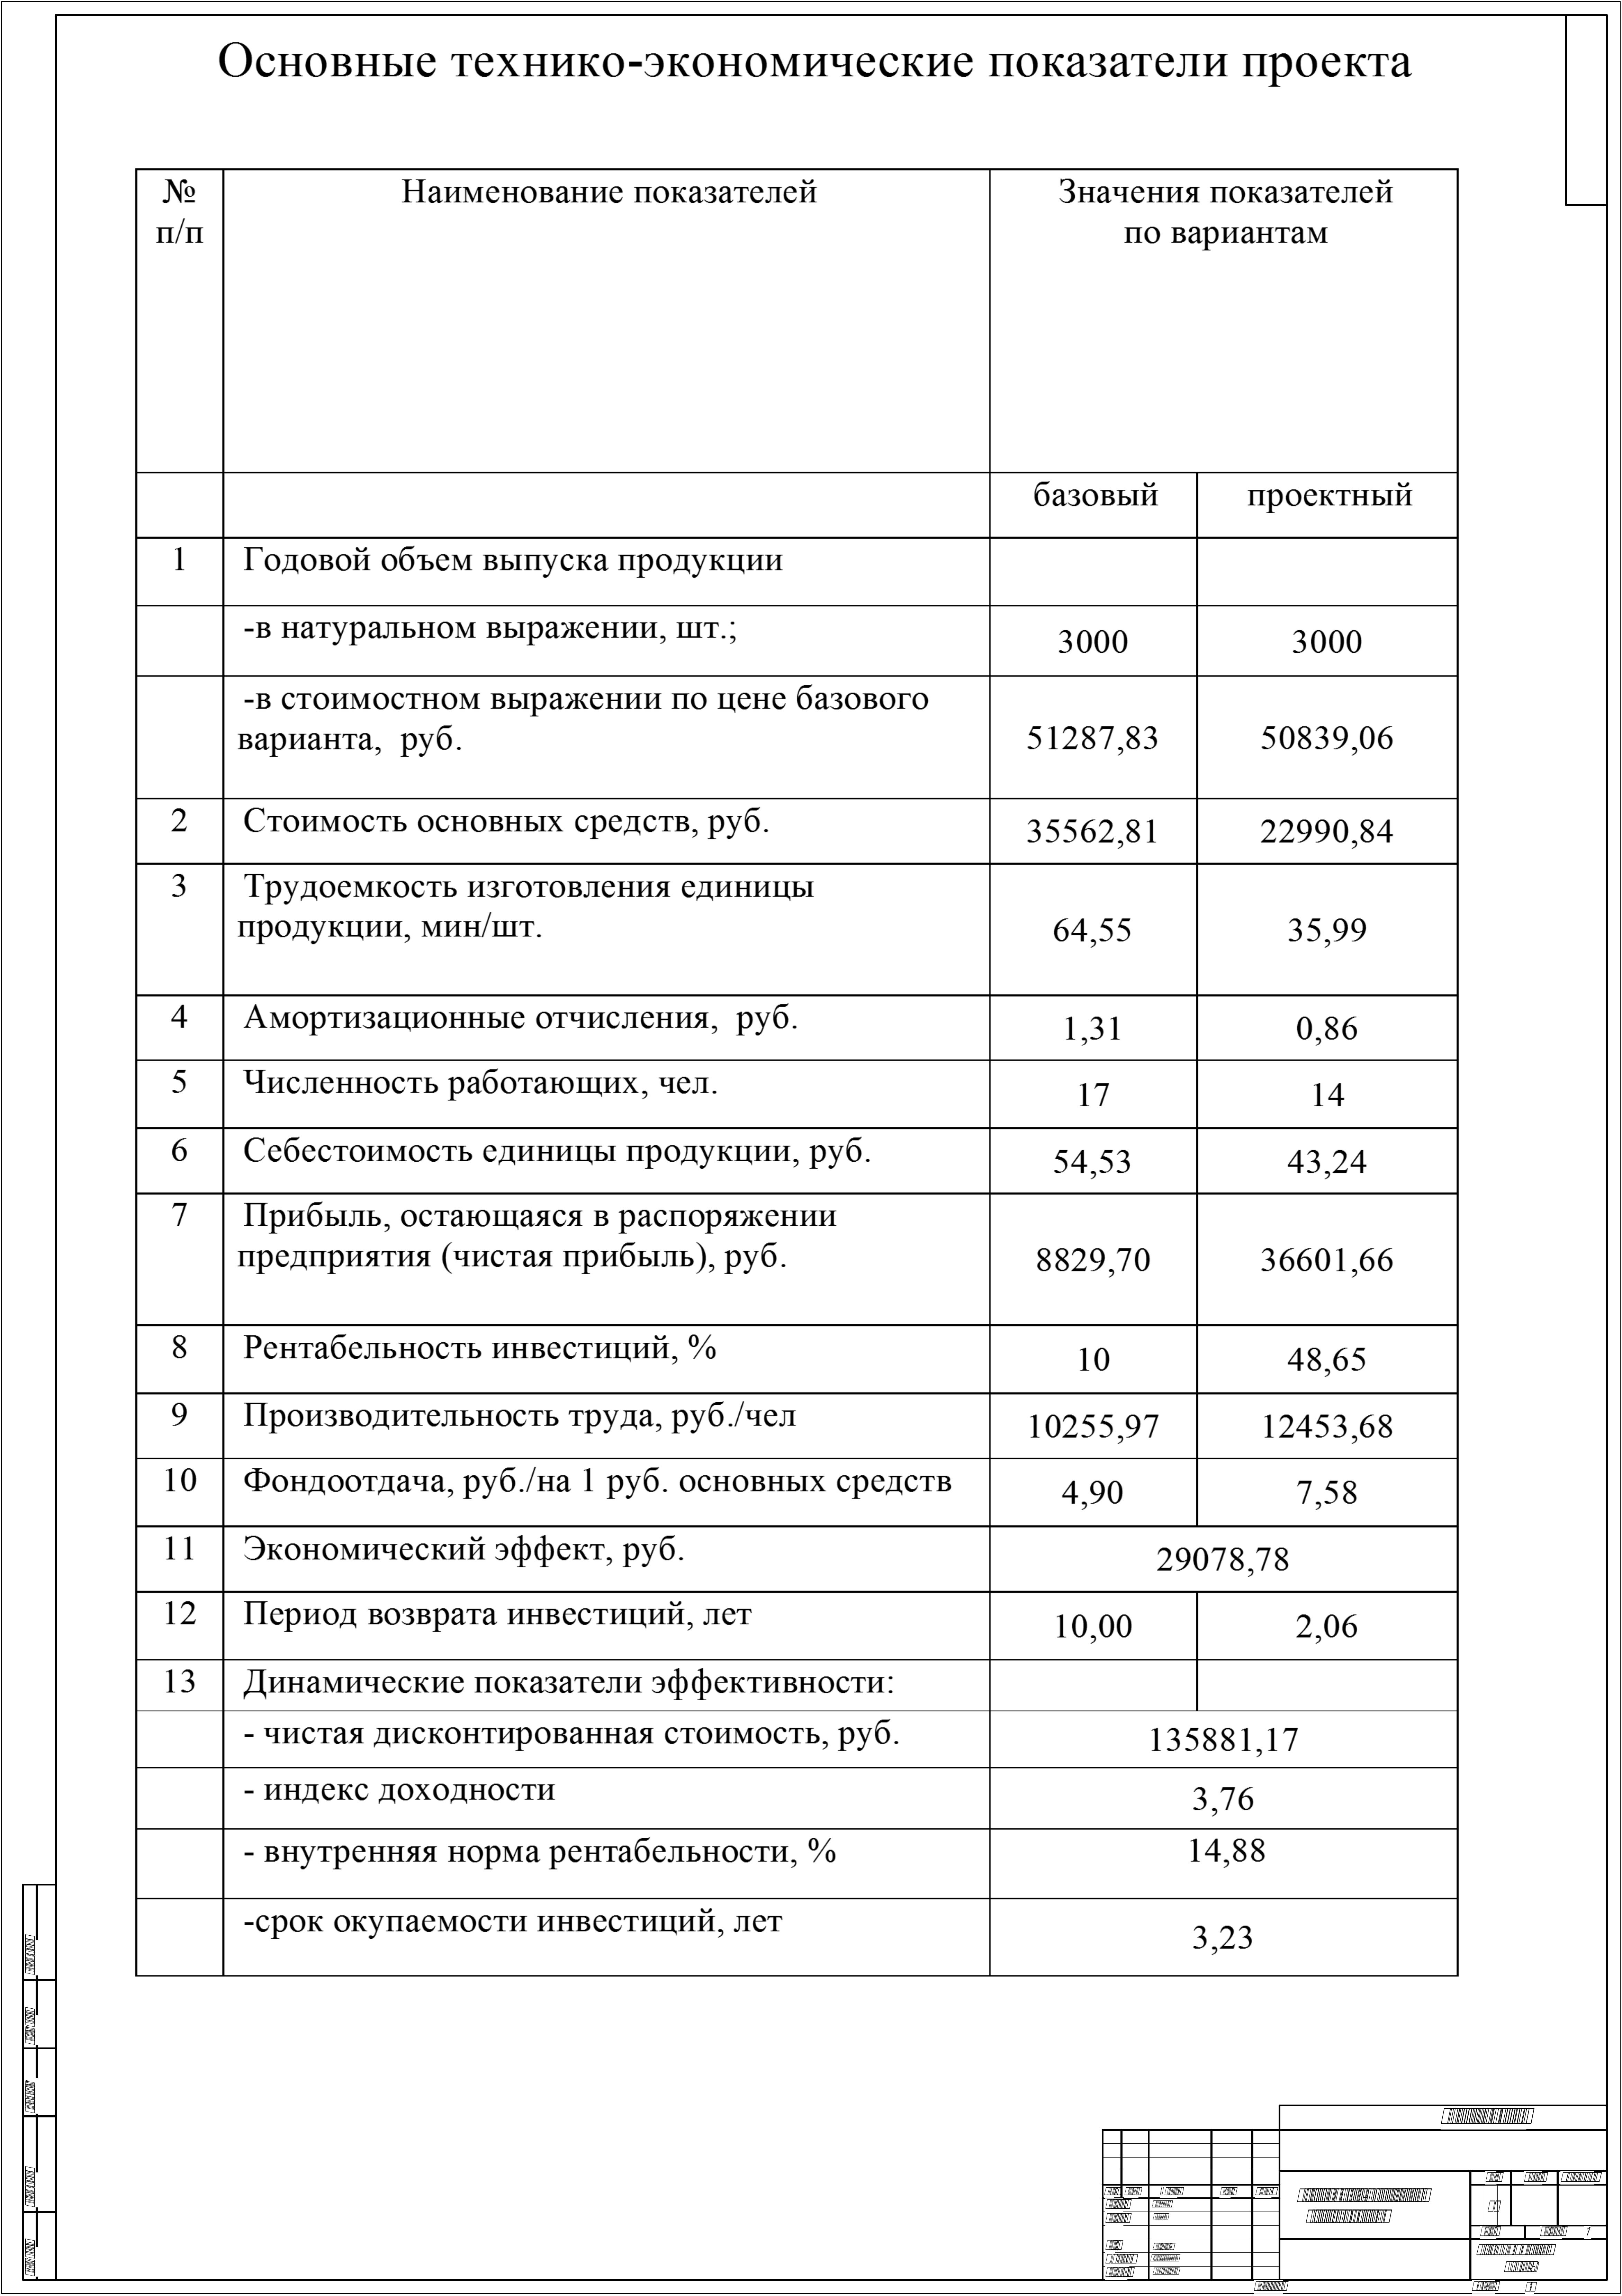 Основные технико-экономические показатели проекта
№ п/п Наименование показателей Значения показателей по вариантам
базовый проектный
1 Годовой объем выпуска продукции
-в натуральном выражении, шт.; 3000 3000
-в стоимостном выражении по цене базового
варианта, руб. 51287,83 50839,06
2 Стоимость основных средств, руб. 35562,81 22990,84
3 Трудоемкость изготовления единицы
продукции, мин/шт. 64,55 35,99
4 Амортизационные отчисления, руб. 1,31 0,86
5 Численность работающих, чел. 17 14
6 Себестоимость единицы продукции, руб. 54,53 43,24
7 Прибыль, остающаяся в распоряжении
предприятия (чистая прибыль), руб. 8829,70 36601,66
8 Рентабельность инвестиций, % 10 48,65
9 Производительность труда, руб./чел 10255,97 12453,68
10 Фондоотдача, руб./на 1 руб. основных средств 4,90 7,58
11 Экономический эффект, руб. 29078,78
12 Период возврата инвестиций, лет 10,00 2,06
13 Динамические показатели эффективности:
- чистая дисконтированная стоимость, руб. 135881,17
- индекс доходности 3,76
- внутренняя норма рентабельности, % 14,88
-срок окупаемости инвестиций, лет 3,23
1